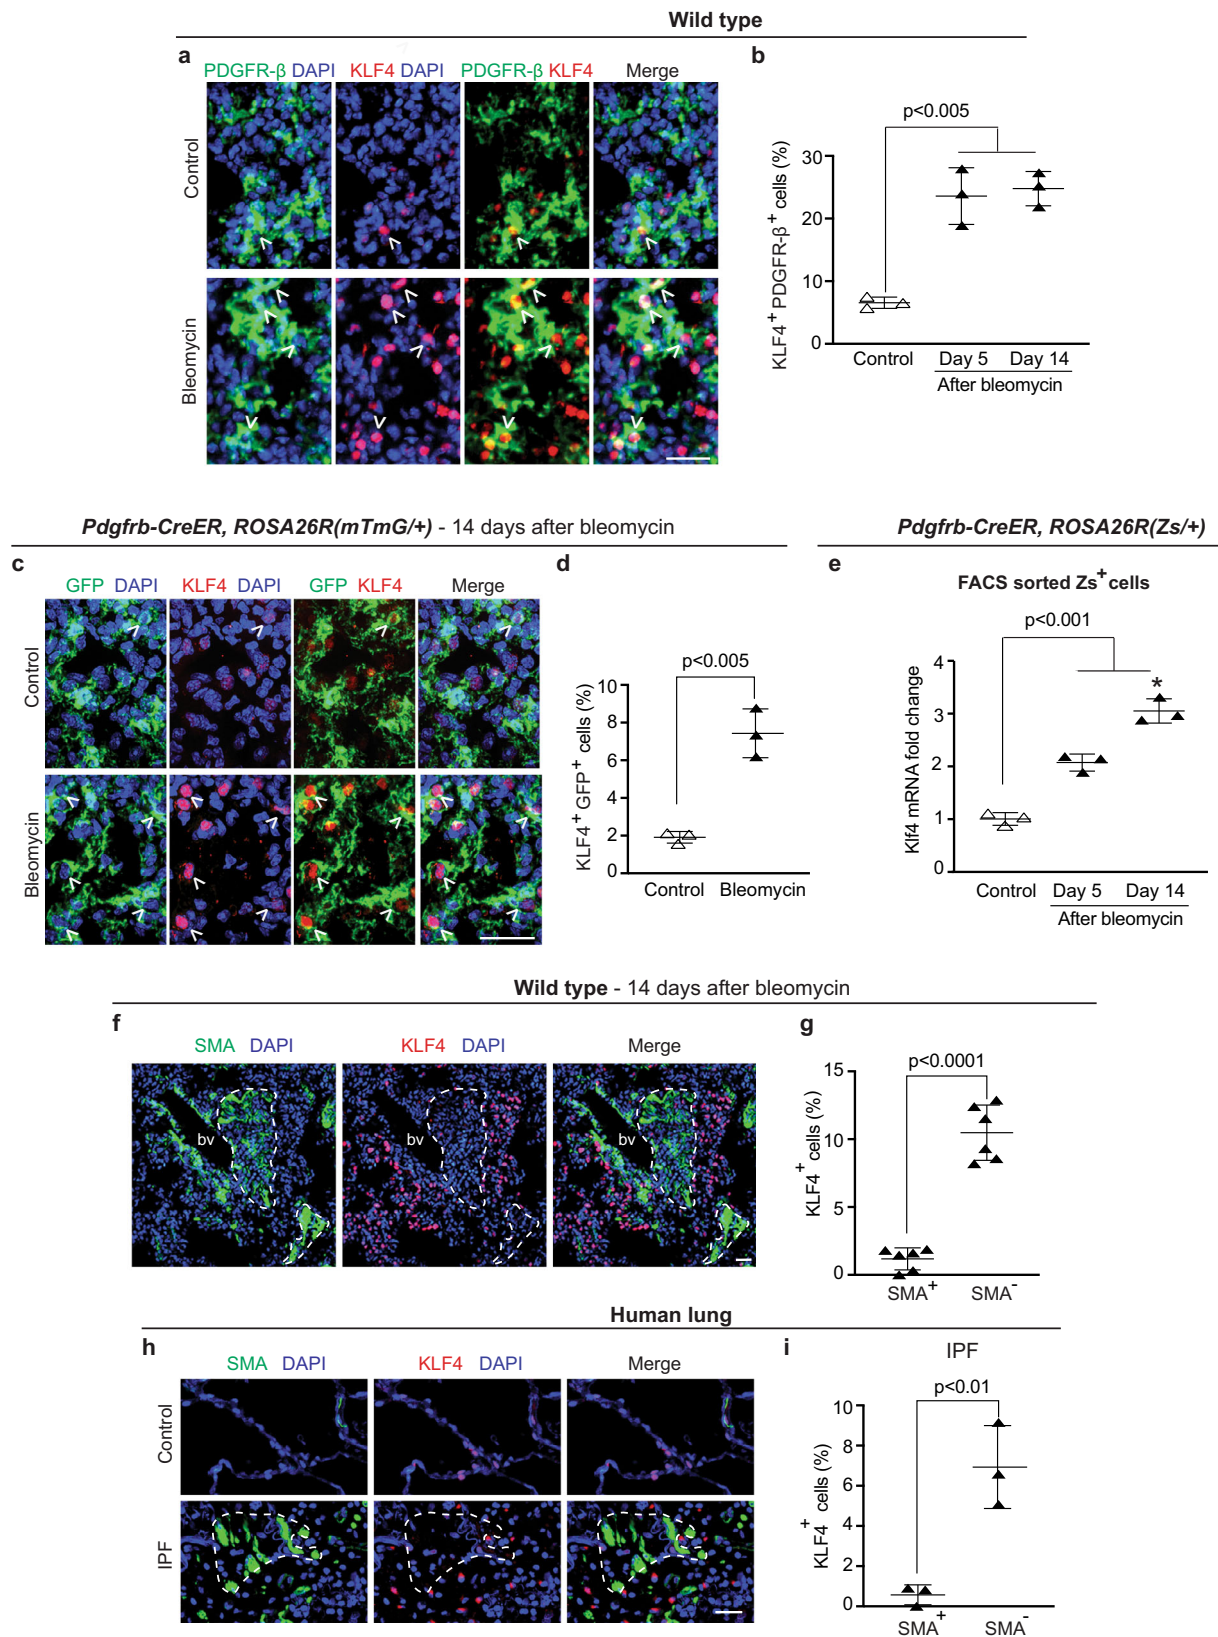 Wild type
a
PDGFR-β DAPI KLF4 DAPI PDGFR-β KLF4 Merge
Control
Bleomycin
b
p<0.005
KLF4+ PDGFR-β+ cells (%)
30
20
10
0
Control Day 5 Day 14
After bleomycin
Pdgfrb-CreER, ROSA26R(mTmG/+) - 14 days after bleomycin
c
GFP DAPI KLF4 DAPI GFP KLF4 Merge
Control
Bleomycin
d
p<0.005
KLF4+ GFP+ cells (%)
10
8
6
4
2
0
Control Bleomycin
Pdgfrb-CreER, ROSA26R(Zs/+)
e
FACS sorted Zs+ cells
p<0.001
Klf4 mRNA fold change
4
3
2
1
0
*
Control Day 5 Day 14
After bleomycin
Wild type - 14 days after bleomycin
f
SMA DAPI KLF4 DAPI Merge
bv bv bv
g
p<0.0001
KLF4+ cells (%)
15
10
5
0
SMA+ SMA-
Human lung
h
SMA DAPI KLF4 DAPI Merge
Control
IPF
i
IPF
p<0.01
KLF4+ cells (%)
10
8
6
4
2
0
SMA+ SMA-